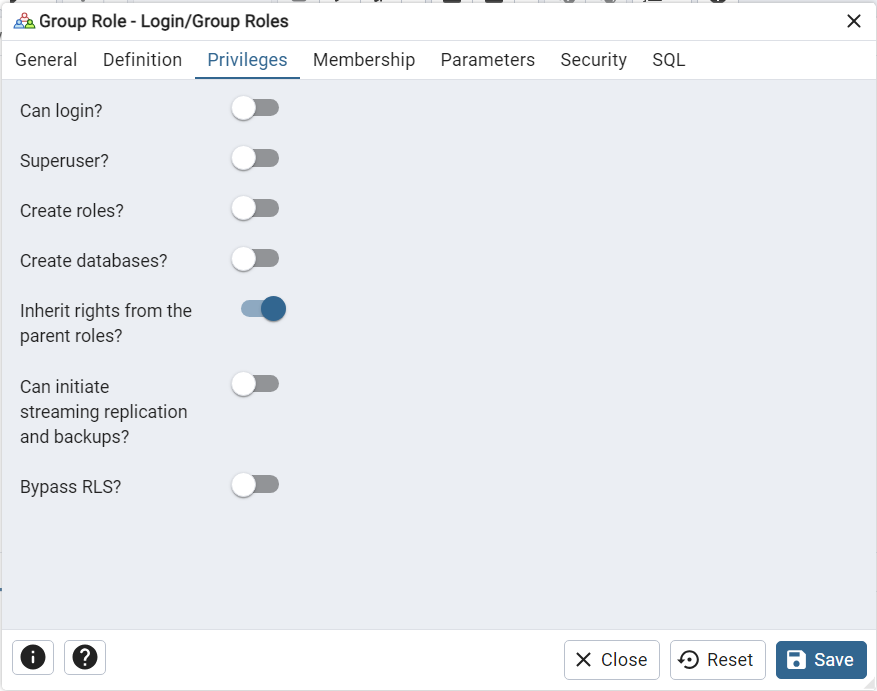 Group Role - Login/Group Roles
General Definition Privileges Membership Parameters Security SQL
Can login?
Superuser?
Create roles?
Create databases?
Inherit rights from the
parent roles?
Can initiate
streaming replication
and backups?
Bypass RLS?
Close Reset Save